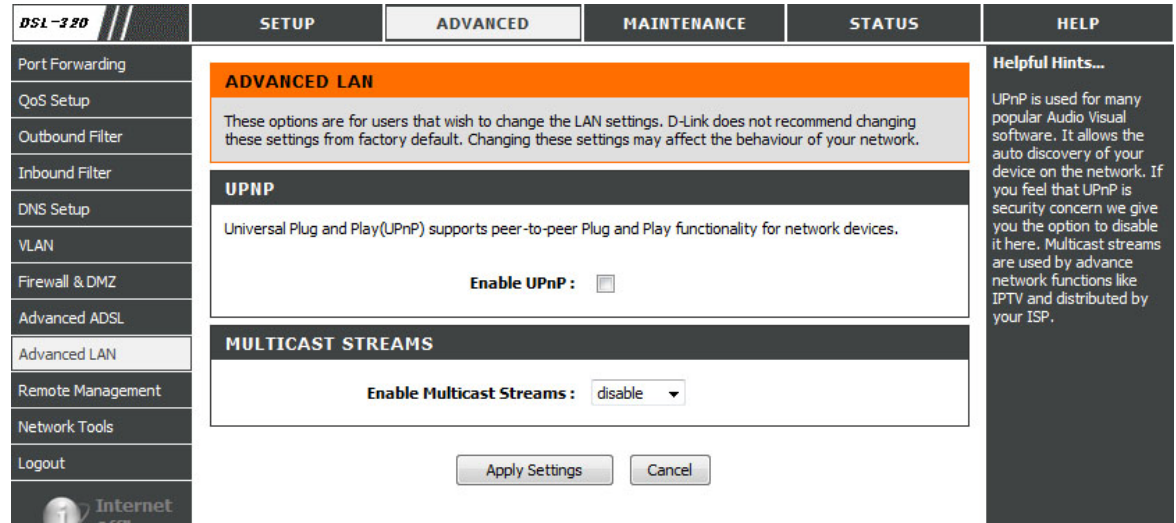 DSL-320
SETUP
ADVANCED
MAINTENANCE
STATUS
HELP
Port Forwarding
QoS Setup
Outbound Filter
Inbound Filter
DNS Setup
VLAN
Firewall & DMZ
Advanced ADSL
Advanced LAN
Remote Management
Network Tools
Logout
Internet
ADVANCED LAN
These options are for users that wish to change the LAN settings. D-Link does not recommend changing
these settings from factory default. Changing these settings may affect the behaviour of your network.
UPNP
Universal Plug and Play(UPnP) supports peer-to-peer Plug and Play functionality for network devices.
Enable UPnP :
MULTICAST STREAMS
Enable Multicast Streams : disable
Apply Settings
Cancel
Helpful Hints...
UPnP is used for many
popular Audio Visual
software. It allows the
auto discovery of your
device on the network. If
you feel that UPnP is
security concern we give
you the option to disable
it here. Multicast streams
are used by advance
network functions like
IPTV and distributed by
your ISP.